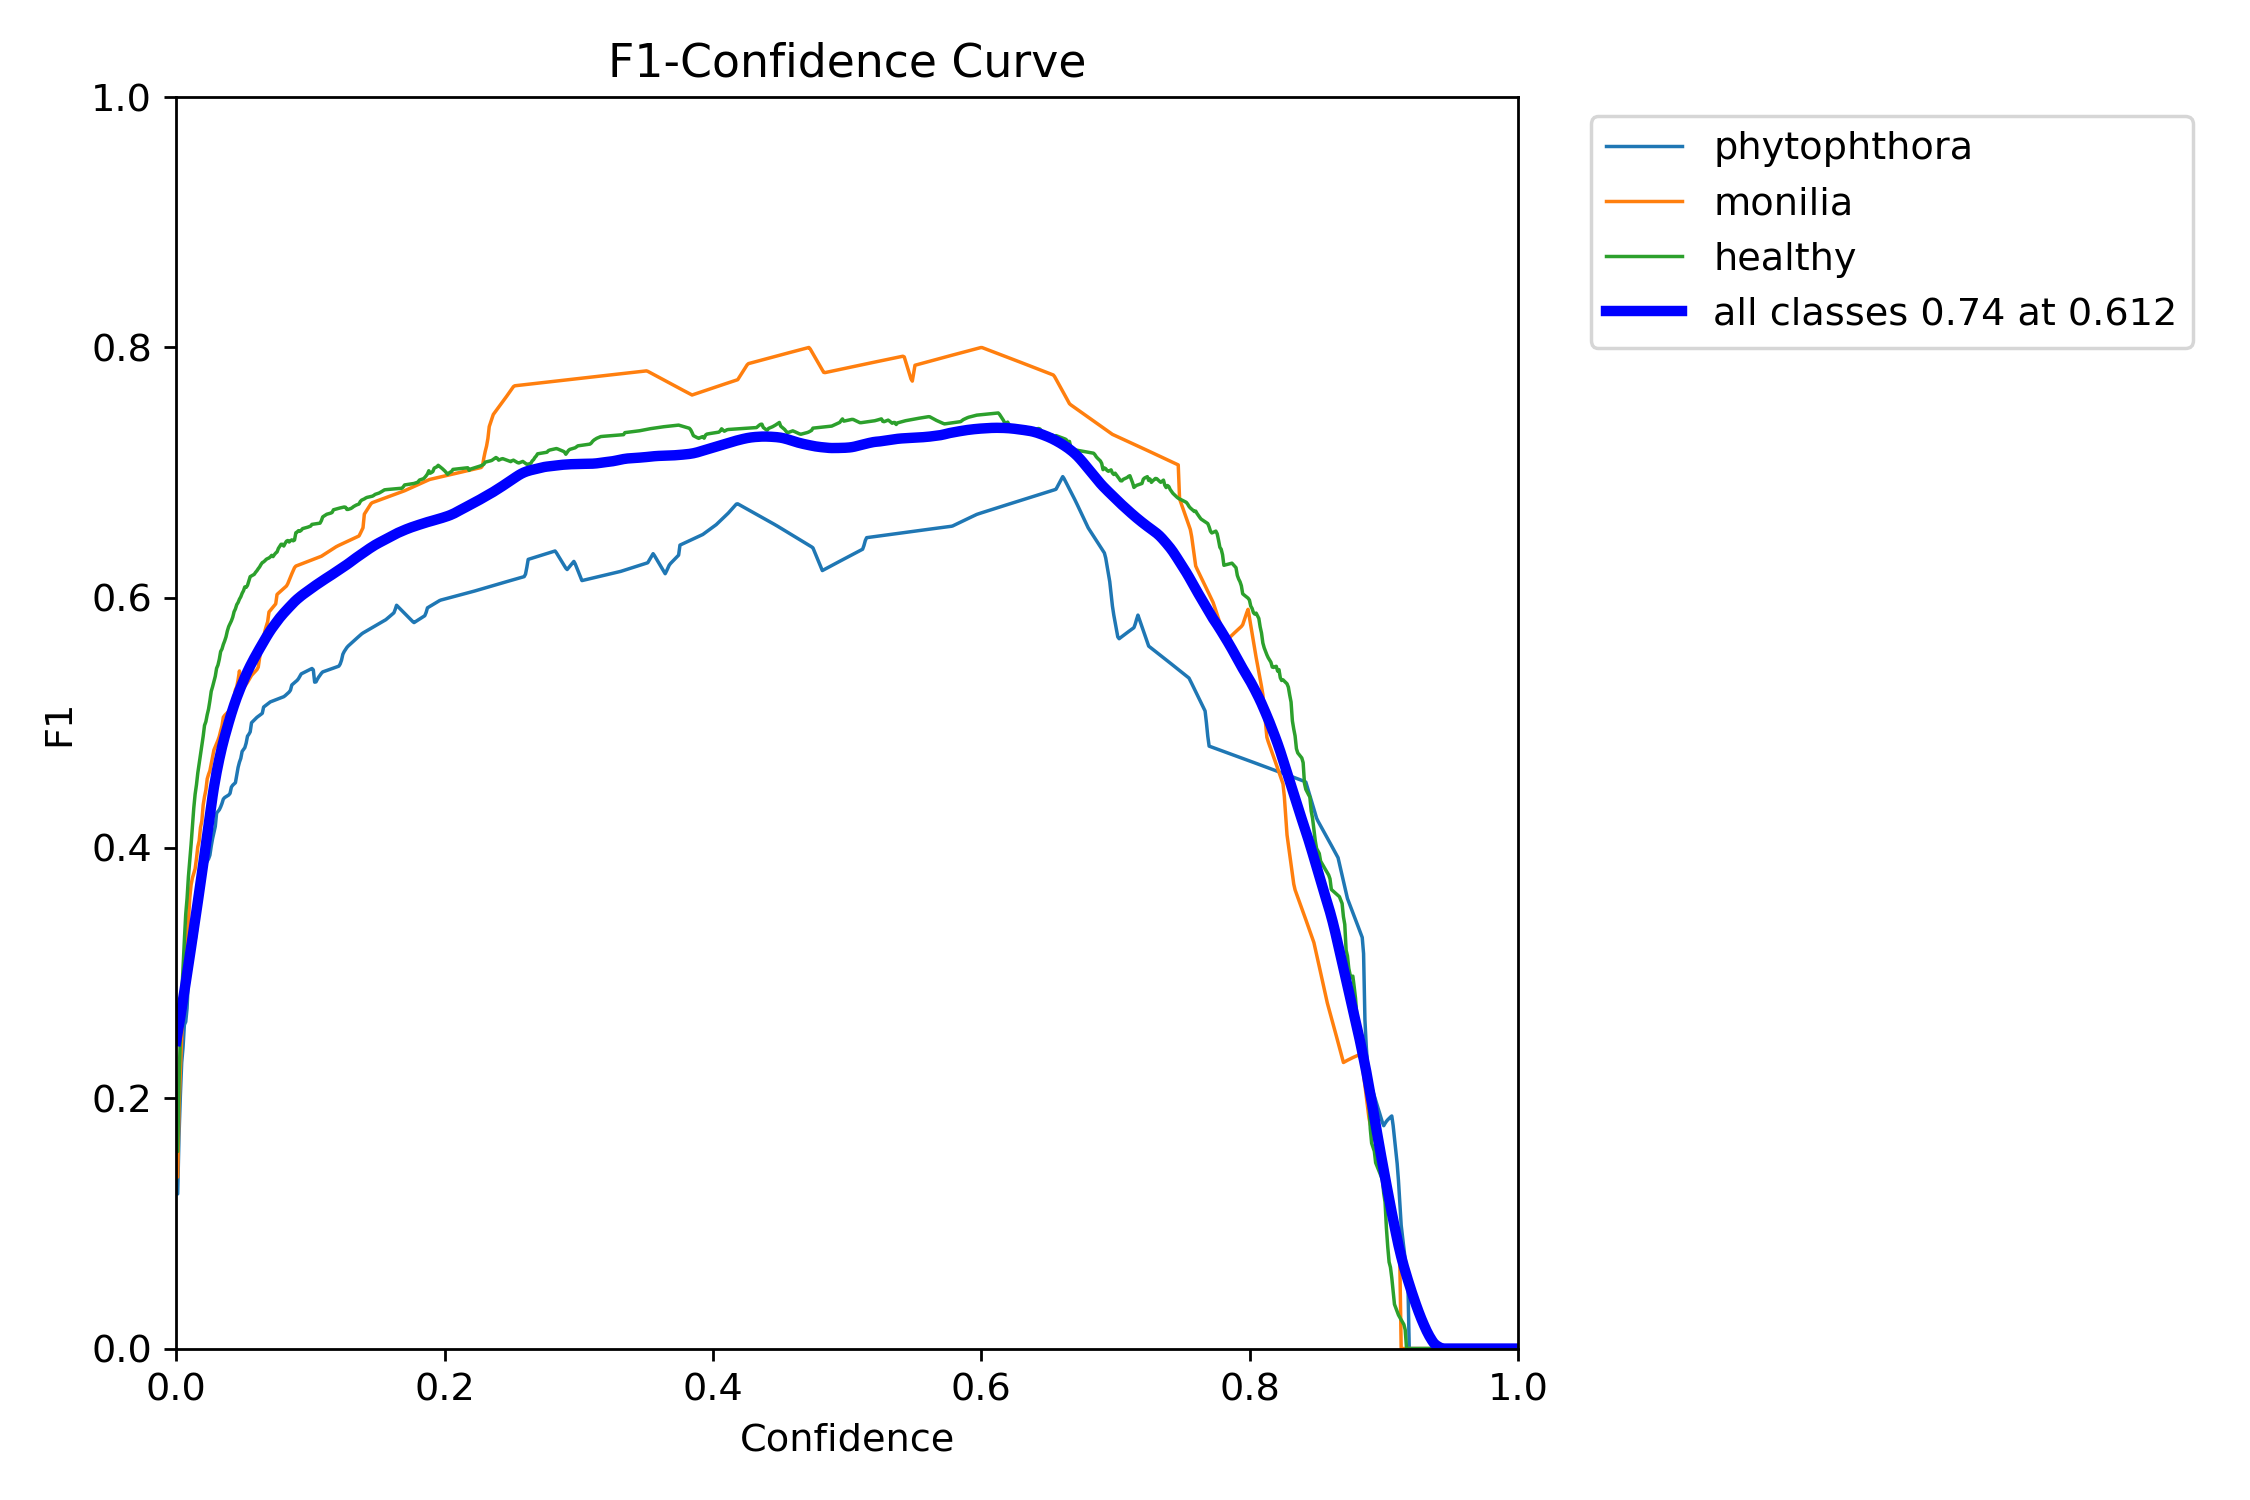 F1-Confidence Curve
1.0
0.8
0.6
0.4
0.2
0.0
F1
0.0 0.2 0.4 0.6 0.8 1.0
Confidence
phytophthora
monilia
healthy
all classes 0.74 at 0.612